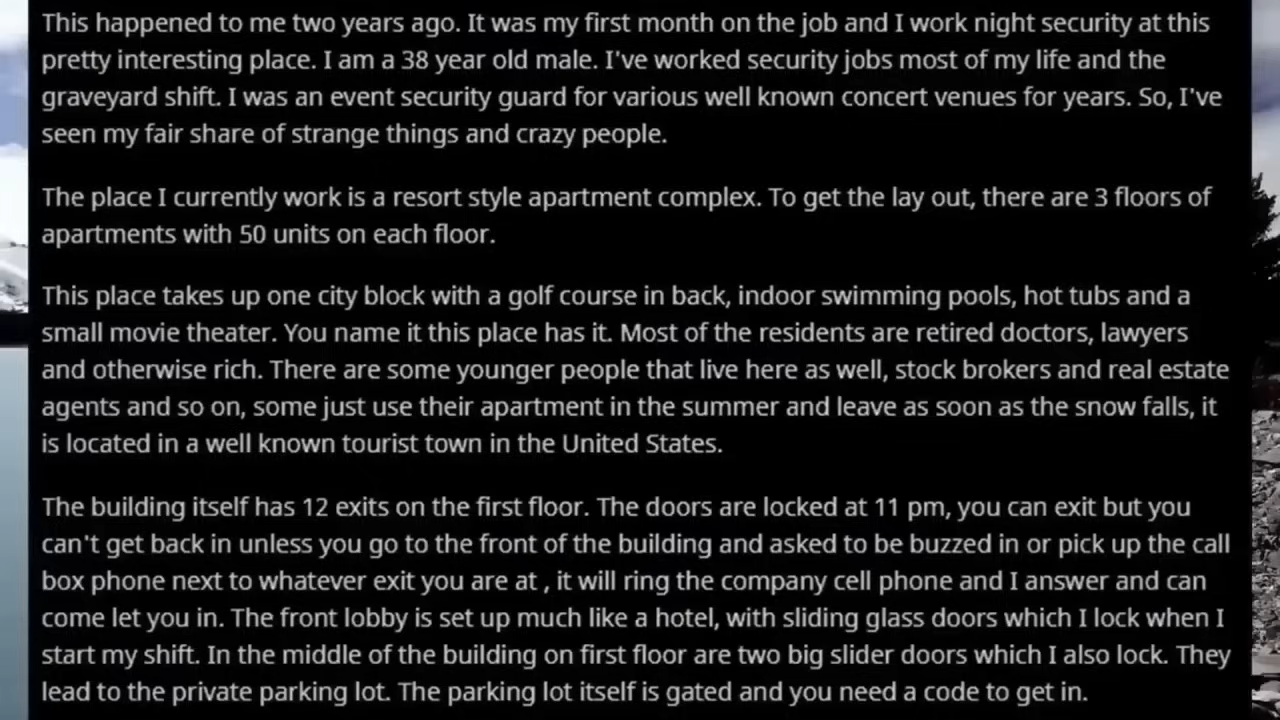 This happened to me two years ago. It was my first month on the job and I work night security at this
pretty interesting place. I am a 38 year old male. I've worked security jobs most of my life and the
graveyard shift. I was an event security guard for various well known concert venues for years. So, I've
seen my fair share of strange things and crazy people.
The place I currently work is a resort style apartment complex. To get the lay out, there are 3 floors of
apartments with 50 units on each floor.
This place takes up one city block with a golf course in back, indoor swimming pools, hot tubs and a
small movie theater. You name it this place has it. Most of the residents are retired doctors, lawyers
and otherwise rich. There are some younger people that live here as well, stock brokers and real estate
agents and so on, some just use their apartment in the summer and leave as soon as the snow falls, it
is located in a well known tourist town in the United States.
The building itself has 12 exits on the first floor. The doors are locked at 11 pm, you can exit but you
can't get back in unless you go to the front of the building and asked to be buzzed in or pick up the call
box phone next to whatever exit you are at , it will ring the company cell phone and I answer and can
come let you in. The front lobby is set up much like a hotel, with sliding glass doors which I lock when I
start my shift. In the middle of the building on first floor are two big slider doors which I also lock. They
lead to the private parking lot. The parking lot itself is gated and you need a code to get in.